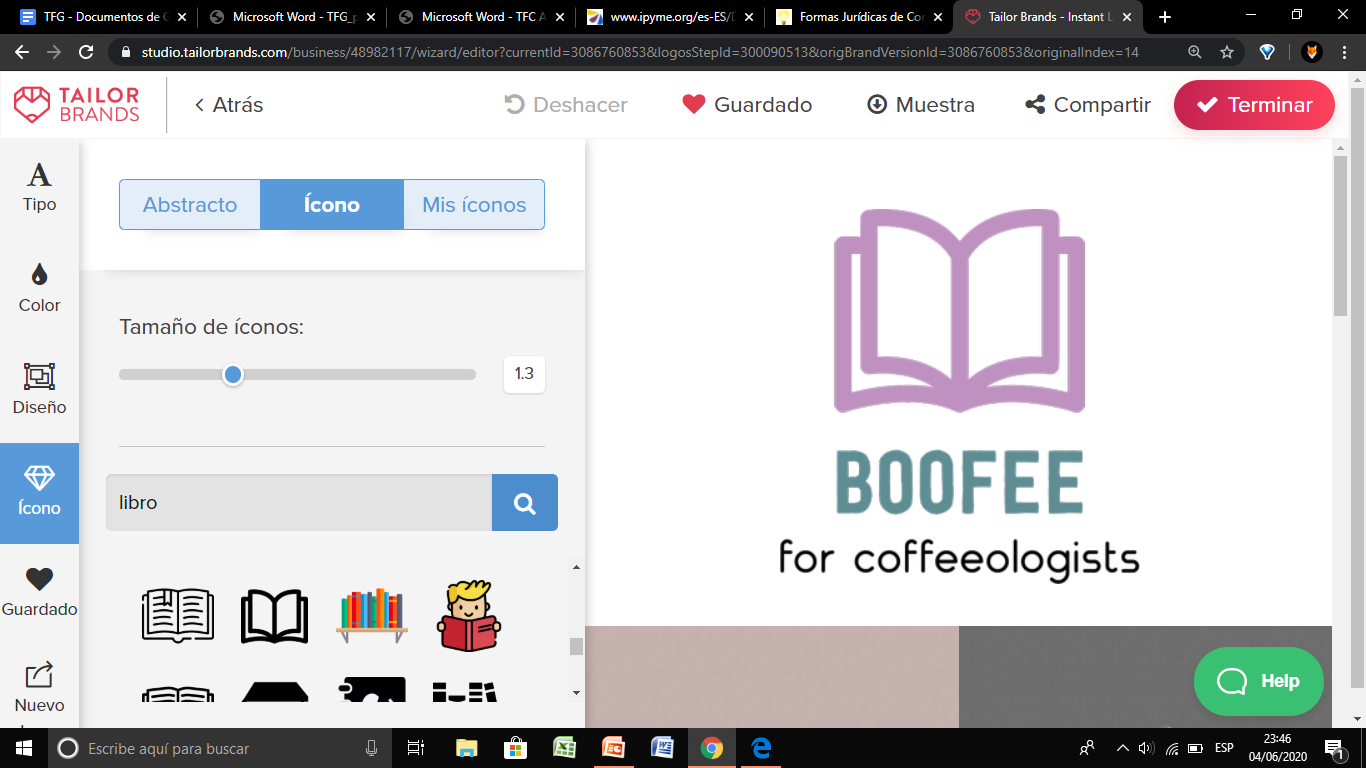 TFG - Documentos de G
Microsoft Word - TFG_p
Microsoft Word - TFC A
www.ipyme.org/es-ES/D
Formas Jurídicas de Con
Tailor Brands - Instant L
studio.tailorbrands.com/business/48982117/wizard/editor?currentId=3086760853&logosStepId=300090513&origBrandVersionId=3086760853&originalIndex=14
TAILOR
BRANDS
Atrás
Deshacer
Guardado
Muestra
Compartir
Terminar
Tipo
Color
Diseño
Ícono
Guardado
Nuevo
Abstracto
Ícono
Mis íconos
Tamaño de íconos:
1.3
libro
BOOFEE
for coffeeologists
Help
Escribe aquí para buscar
ESP
23:46
04/06/2020
1